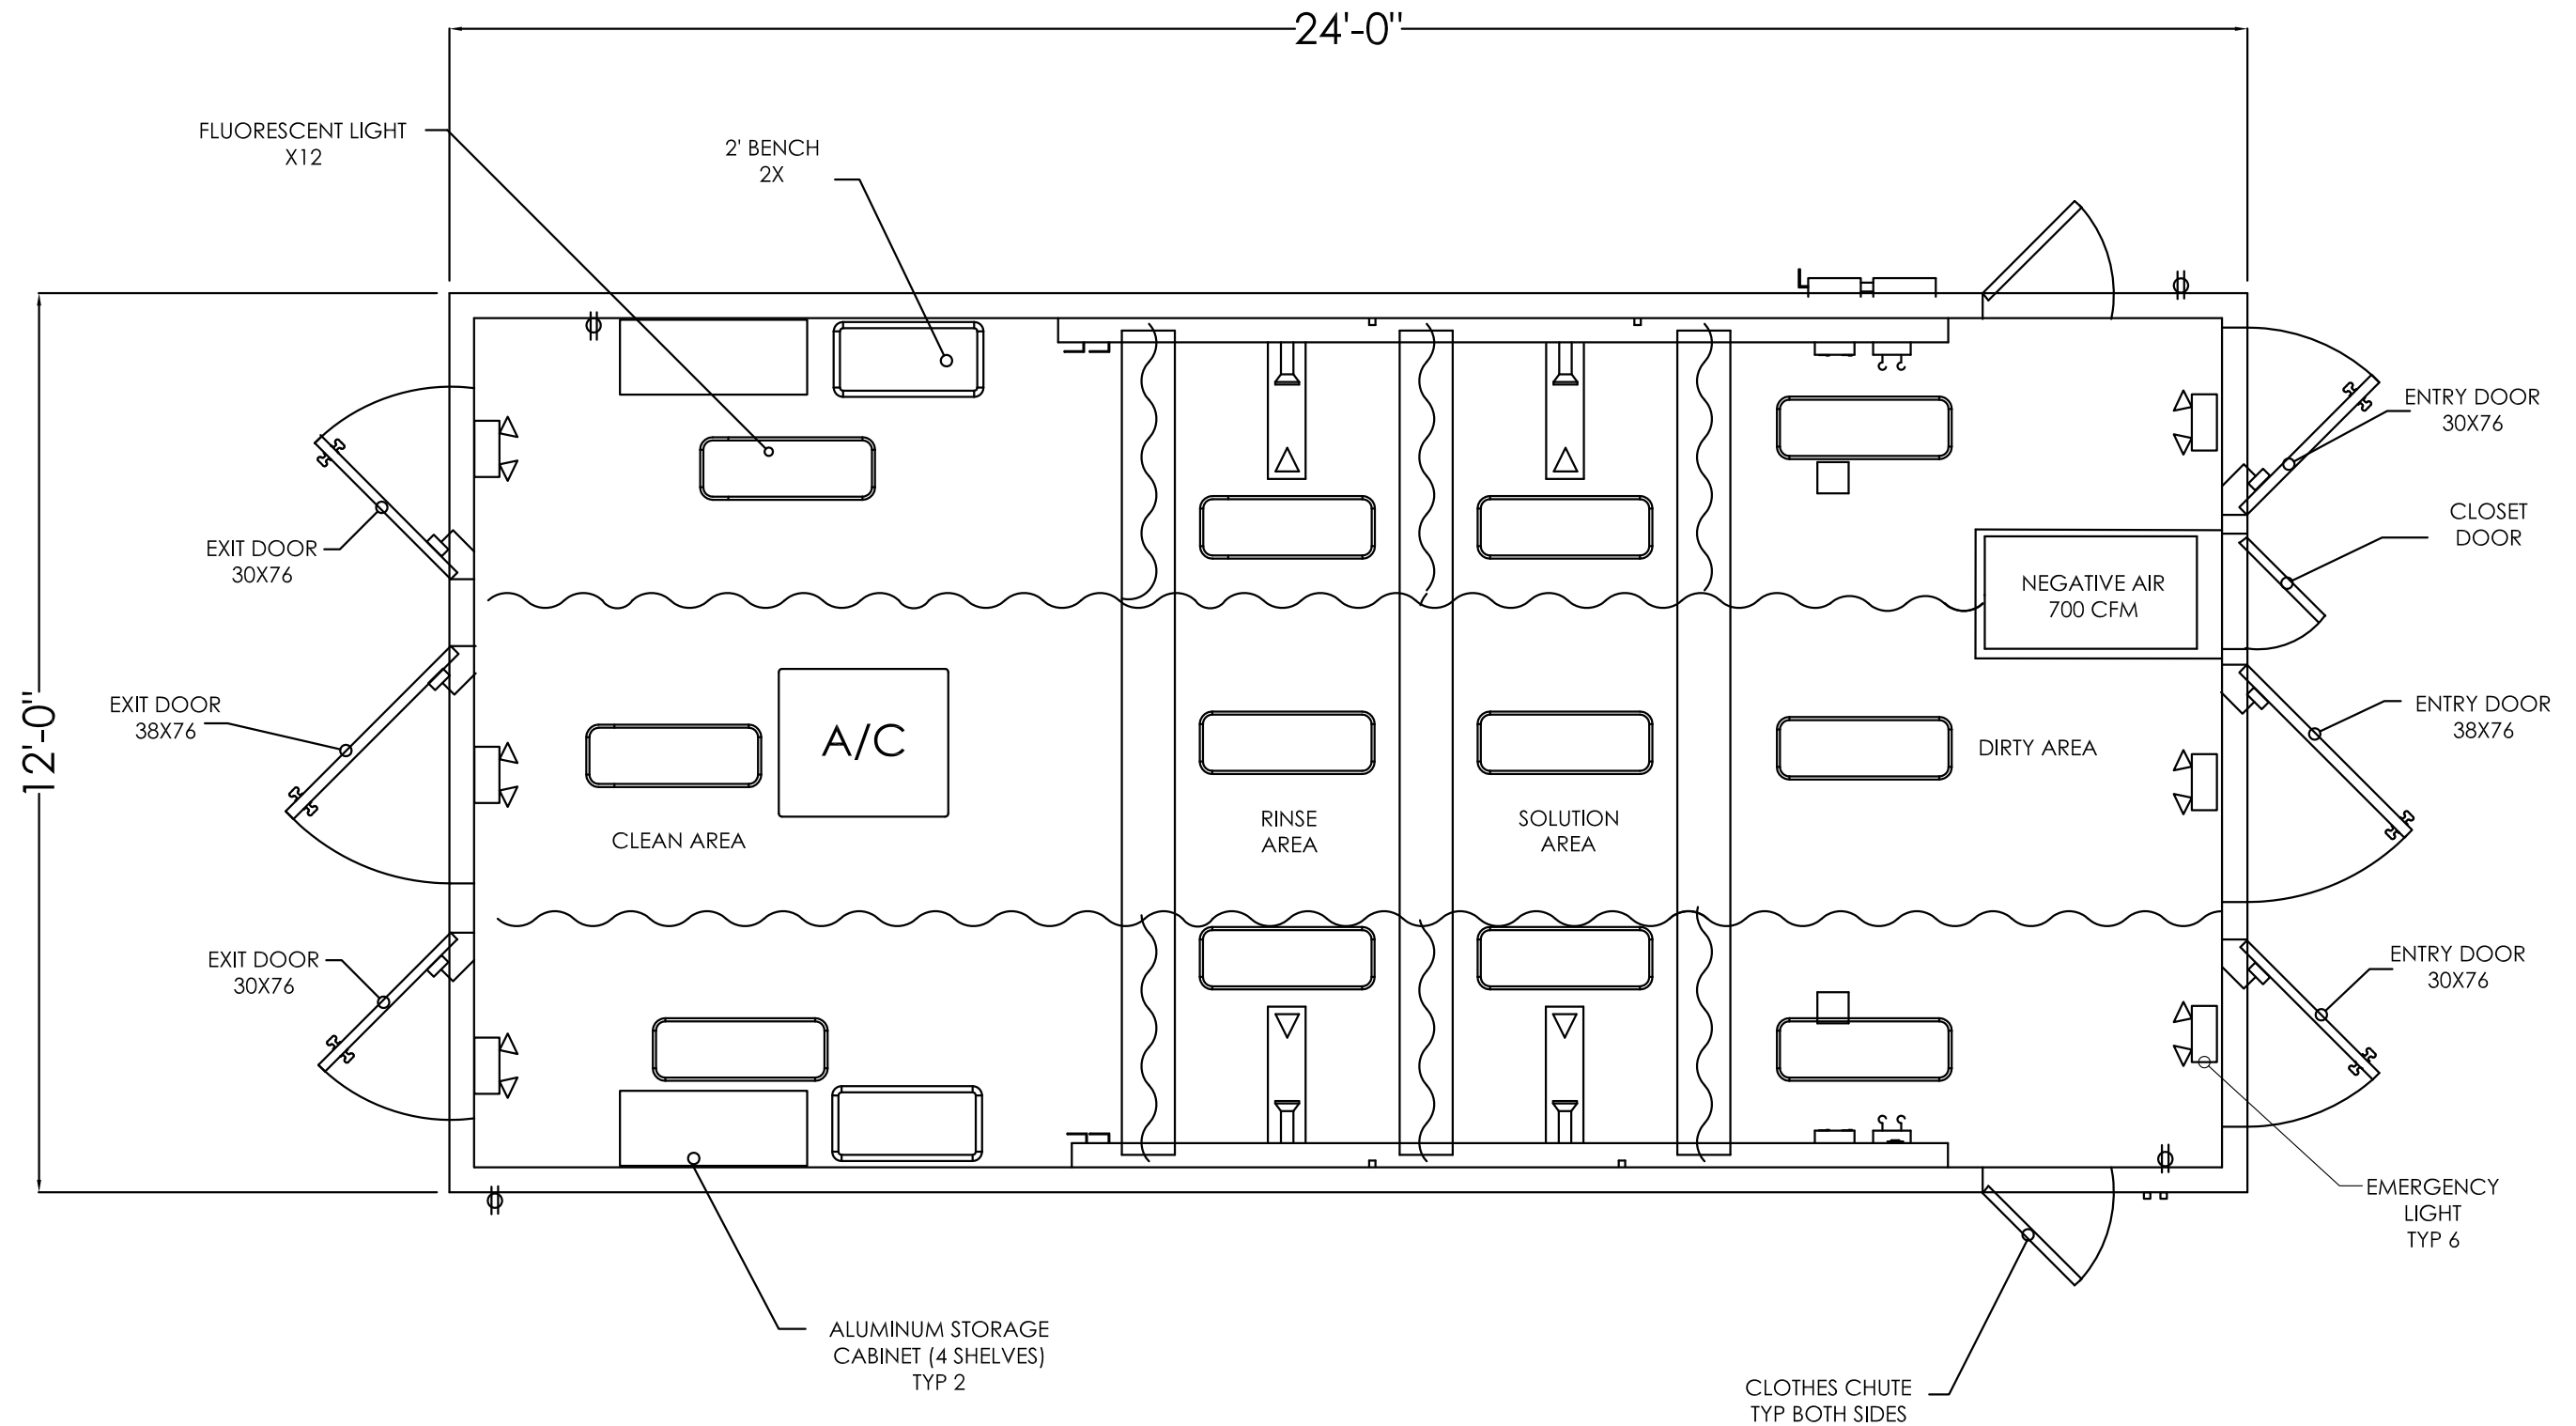 24'-0"
FLUORESCENT LIGHT
X12
2' BENCH
2X
ENTRY DOOR
30X76
CLOSET
DOOR
EXIT DOOR
30X76
NEGATIVE AIR
700 CFM
12'-0"
EXIT DOOR
38X76
A/C
ENTRY DOOR
38X76
DIRTY AREA
CLEAN AREA
RINSE
AREA
SOLUTION
AREA
EXIT DOOR
30X76
ENTRY DOOR
30X76
EMERGENCY
LIGHT
TYP 6
ALUMINUM STORAGE
CABINET (4 SHELVES)
TYP 2
CLOTHES CHUTE
TYP BOTH SIDES